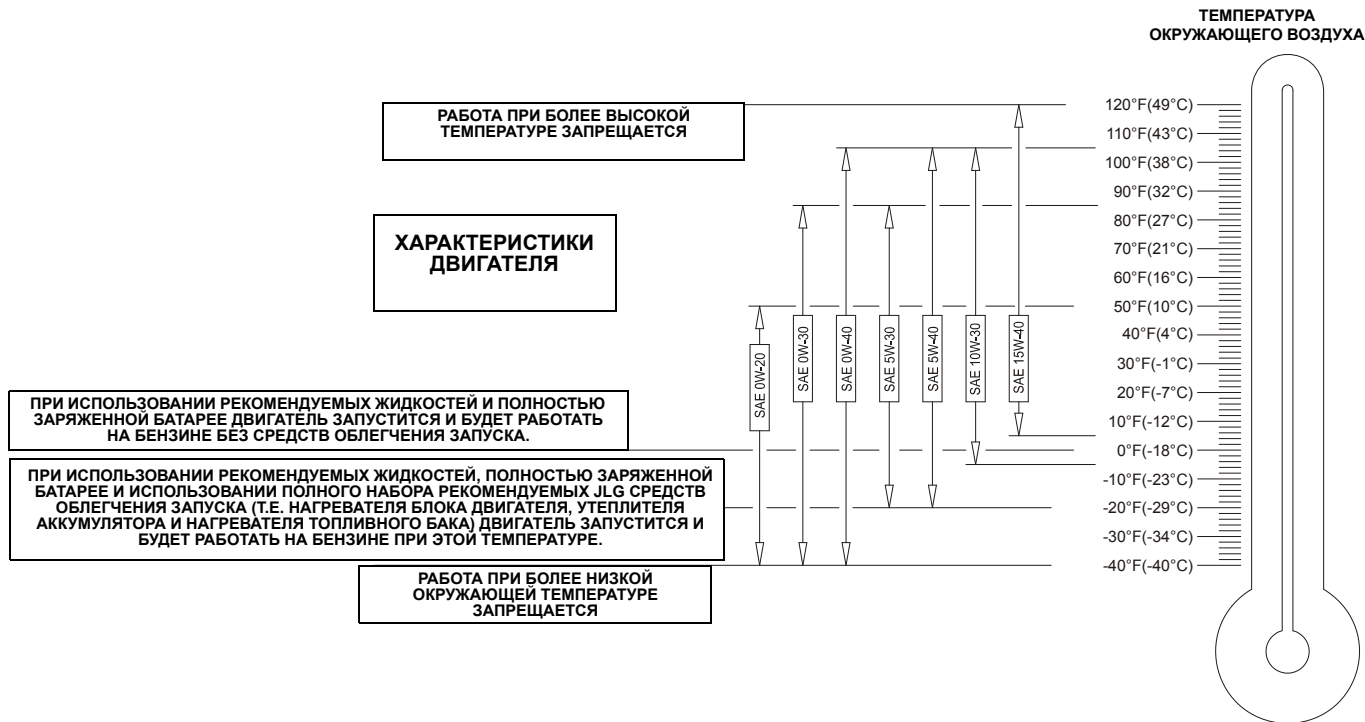 ТЕМПЕРАТУРА
ОКРУЖАЮЩЕГО ВОЗДУХА
РАБОТА ПРИ БОЛЕЕ ВЫСОКОЙ
ТЕМПЕРАТУРЕ ЗАПРЕЩАЕТСЯ
ХАРАКТЕРИСТИКИ
ДВИГАТЕЛЯ
ПРИ ИСПОЛЬЗОВАНИИ РЕКОМЕНДУЕМЫХ ЖИДКОСТЕЙ И ПОЛНОСТЬЮ
ЗАРЯЖЕННОЙ БАТАРЕЕ ДВИГАТЕЛЬ ЗАПУСТИТСЯ И БУДЕТ РАБОТАТЬ
НА БЕНЗИНЕ БЕЗ СРЕДСТВ ОБЛЕГЧЕНИЯ ЗАПУСКА.
ПРИ ИСПОЛЬЗОВАНИИ РЕКОМЕНДУЕМЫХ ЖИДКОСТЕЙ, ПОЛНОСТЬЮ ЗАРЯЖЕННОЙ
БАТАРЕЕ И ИСПОЛЬЗОВАНИИ ПОЛНОГО НАБОРА РЕКОМЕНДУЕМЫХ JLG СРЕДСТВ
ОБЛЕГЧЕНИЯ ЗАПУСКА (Т.Е. НАГРЕВАТЕЛЯ БЛОКА ДВИГАТЕЛЯ, УТЕПЛИТЕЛЯ
АККУМУЛЯТОРА И НАГРЕВАТЕЛЯ ТОПЛИВНОГО БАКА) ДВИГАТЕЛЬ ЗАПУСТИТСЯ И
БУДЕТ РАБОТАТЬ НА БЕНЗИНЕ ПРИ ЭТОЙ ТЕМПЕРАТУРЕ.
РАБОТА ПРИ БОЛЕЕ НИЗКОЙ
ОКРУЖАЮЩЕЙ ТЕМПЕРАТУРЕ
ЗАПРЕЩАЕТСЯ
SAE 0W-20
SAE 0W-30
SAE 0W-40
SAE 5W-30
SAE 5W-40
SAE 10W-30
SAE 15W-40
120°F(49°C)
110°F(43°C)
100°F(38°C)
90°F(32°C)
80°F(27°C)
70°F(21°C)
60°F(16°C)
50°F(10°C)
40°F(4°C)
30°F(-1°C)
20°F(-7°C)
10°F(-12°C)
0°F(-18°C)
-10°F(-23°C)
-20°F(-29°C)
-30°F(-34°C)
-40°F(-40°C)